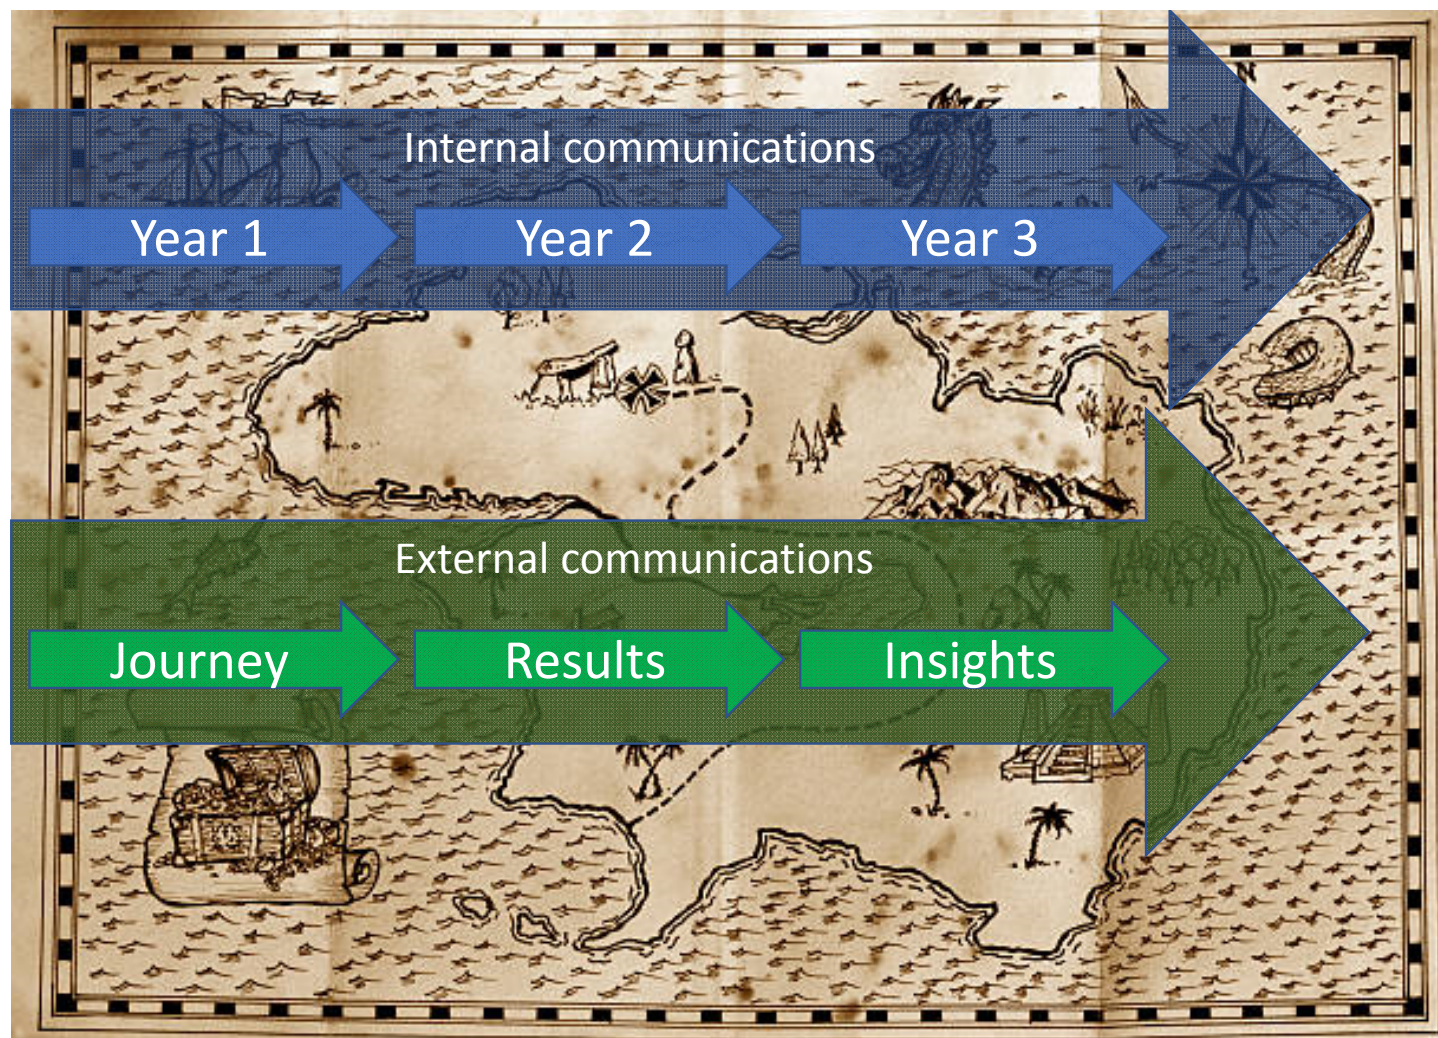 N
Internal communications
W
Year 1
Year 2
Year 3
S
External communications
Journey
Results
Insights